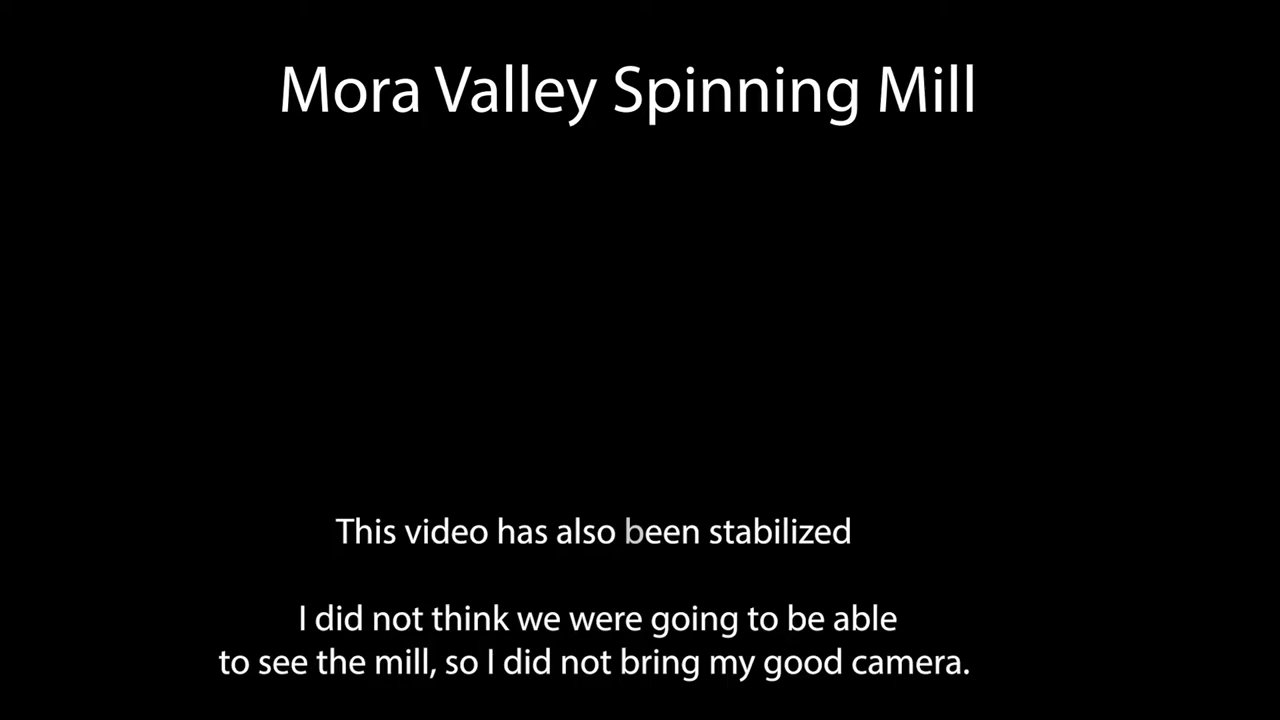 Mora Valley Spinning Mill
This video has also been stabilized
I did not think we were going to be able
to see the mill, so I did not bring my good camera.